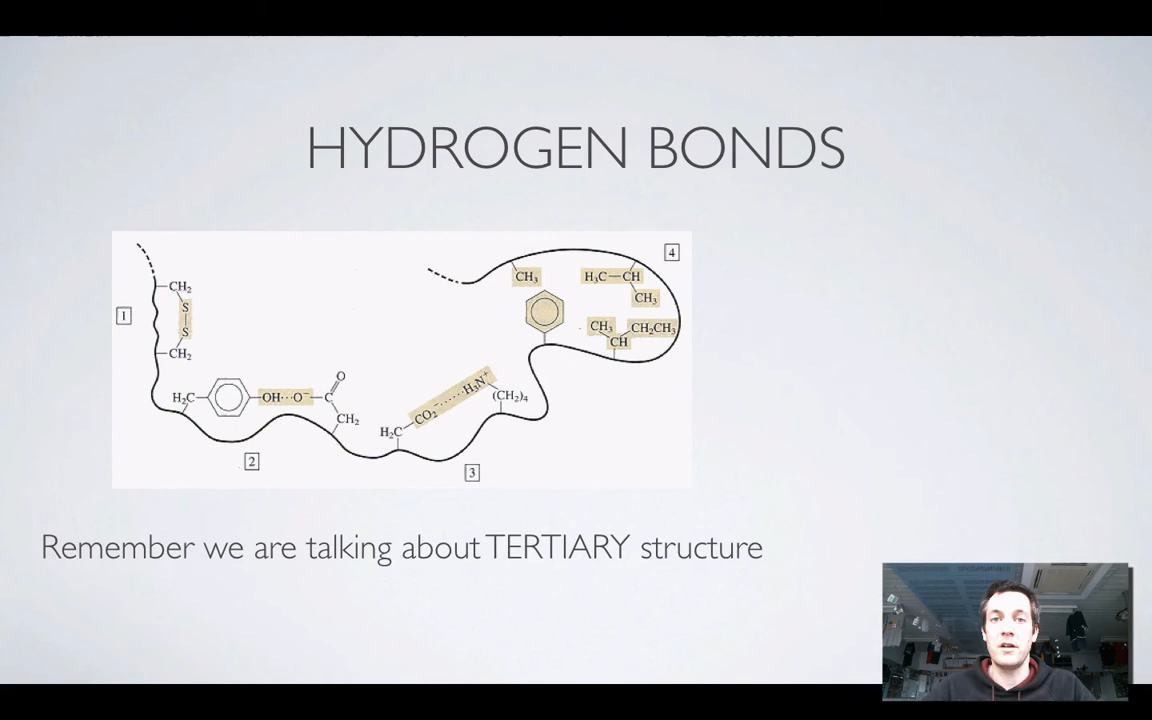 HYDROGEN BONDS
4
CH₃
H₃C—CH
CH₃
CH₂
1
S
S
CH₃
CH₂CH₃
CH
CH₂
H₂C
OH···O⁻
C
O
CH₂
H₂C
CO₂⁻······H₃N⁺
(CH₂)₄
2
3
Remember we are talking about TERTIARY structure